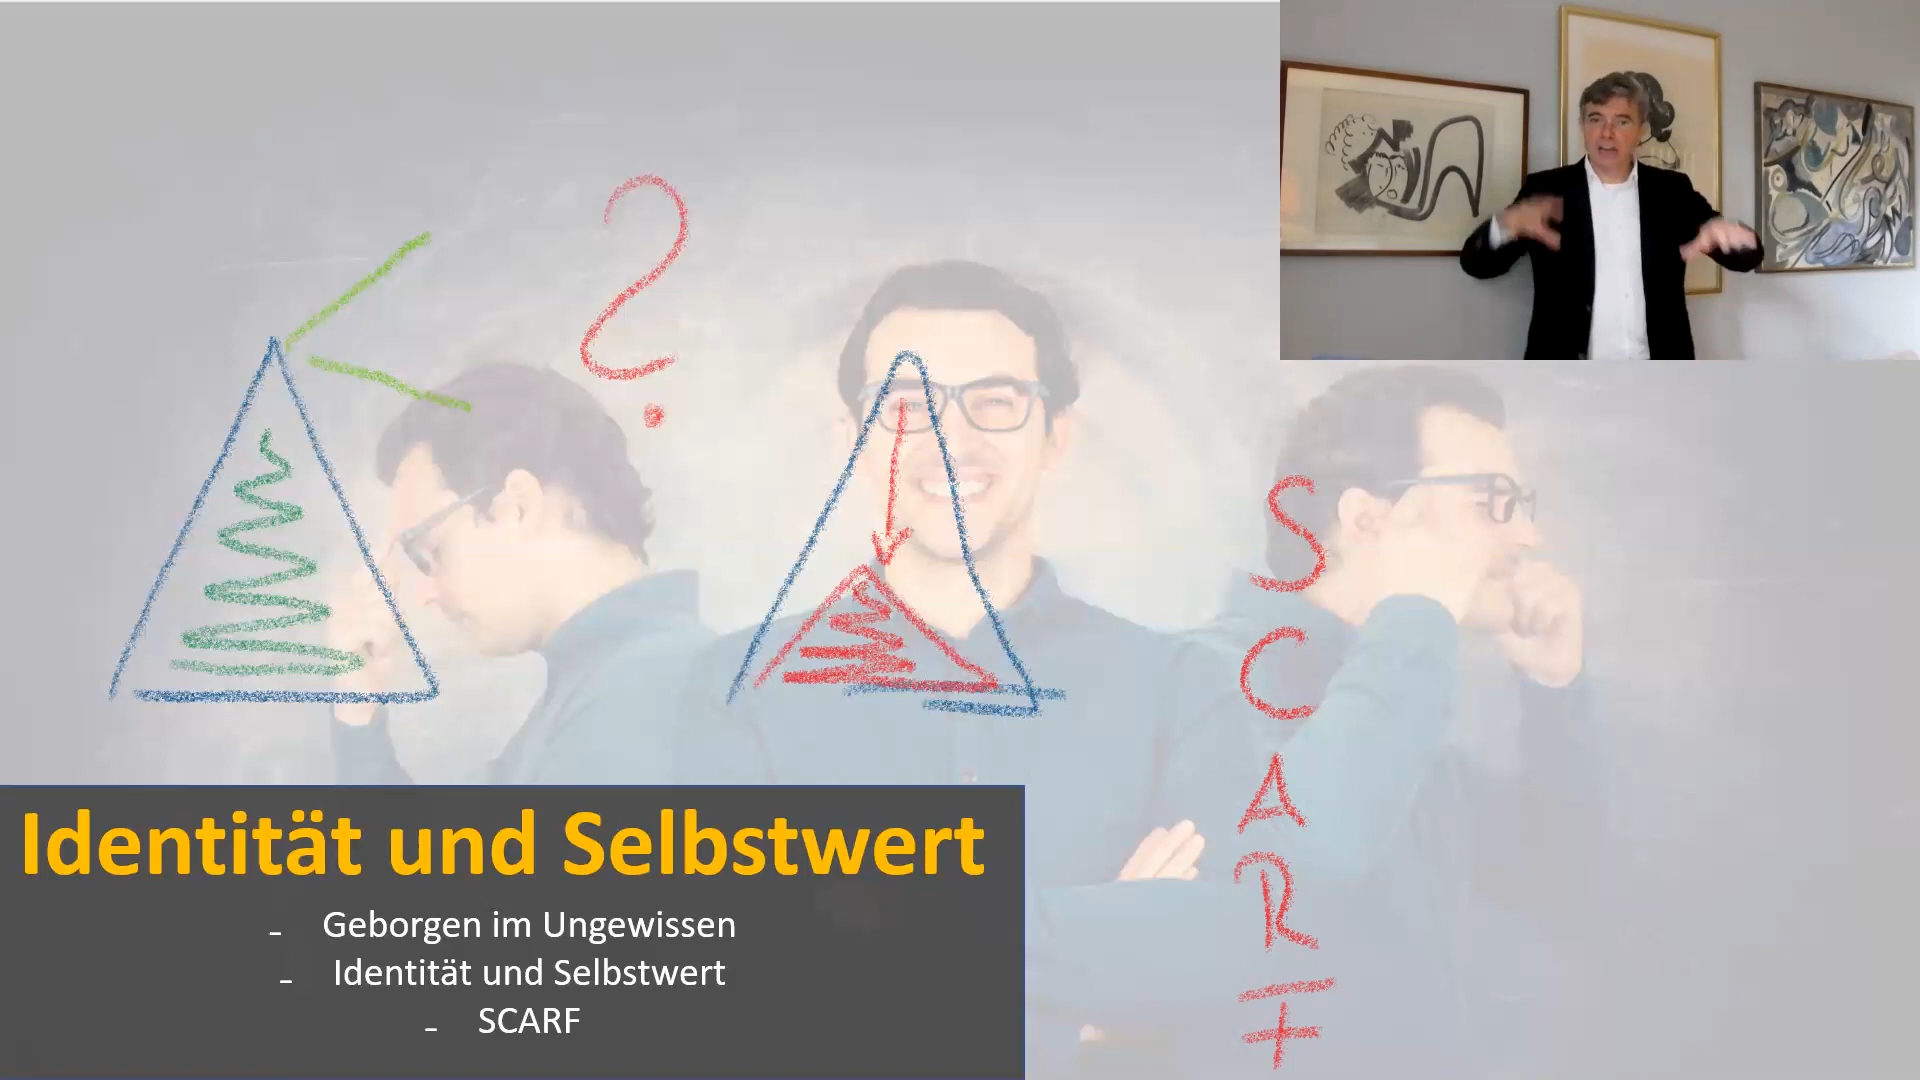 ?
S
C
A
R
F
Identität und Selbstwert
- Geborgen im Ungewissen
- Identität und Selbstwert
- SCARF